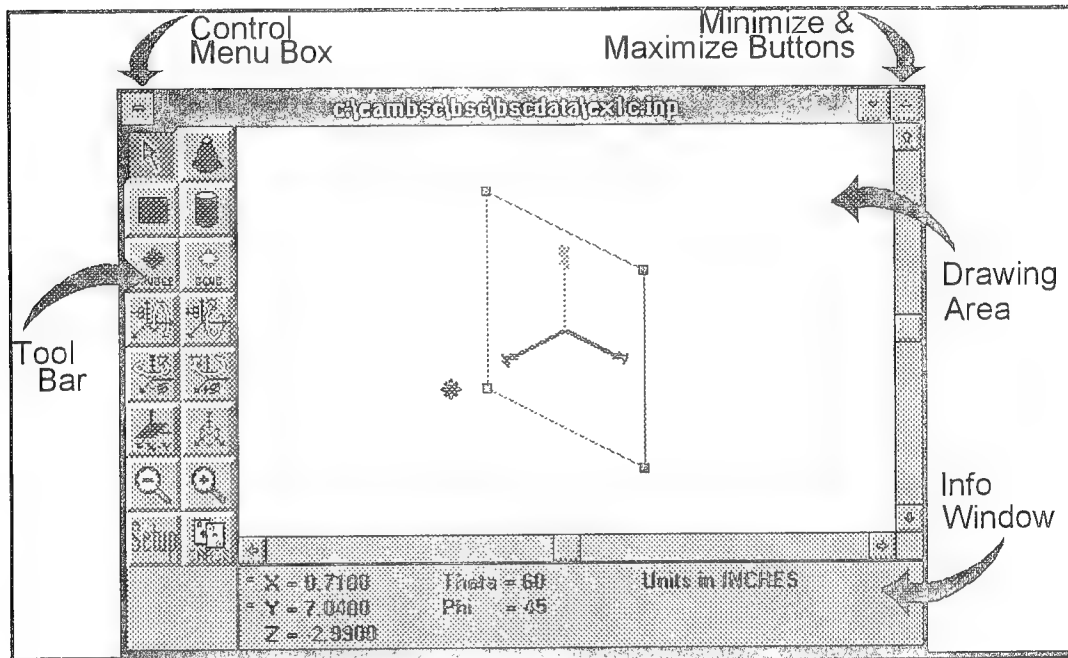 Control
Menu Box
Minimize &
Maximize Buttons
c:\cambsc\bsc\bscdata\ex1c.inp
Drawing
Area
Tool
Bar
Info
Window
Setup
X = 0.7100
Y = 7.0400
Z = -2.9900
Theta = 60
Phi = 45
Units in INCHES